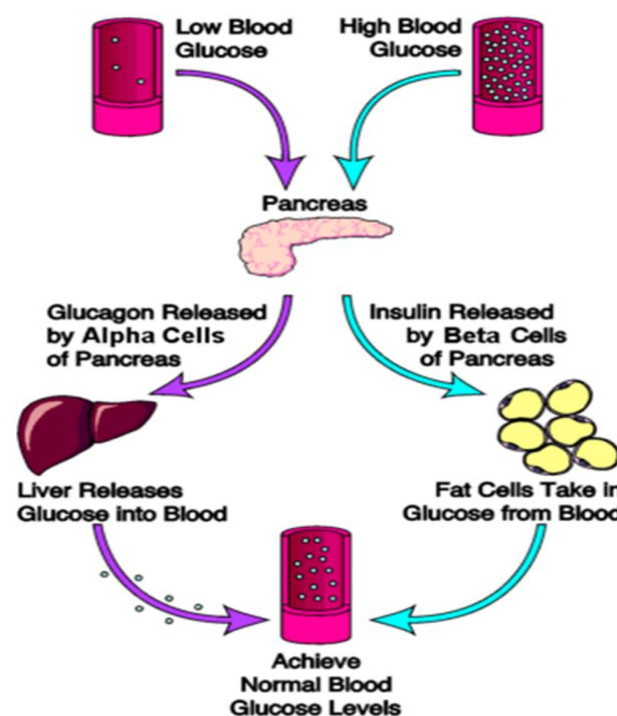 Low Blood
Glucose
High Blood
Glucose
Pancreas
Glucagon Released
by Alpha Cells
of Pancreas
Insulin Released
by Beta Cells
of Pancreas
Liver Releases
Glucose into Blood
Fat Cells Take in
Glucose from Blood
Achieve
Normal Blood
Glucose Levels